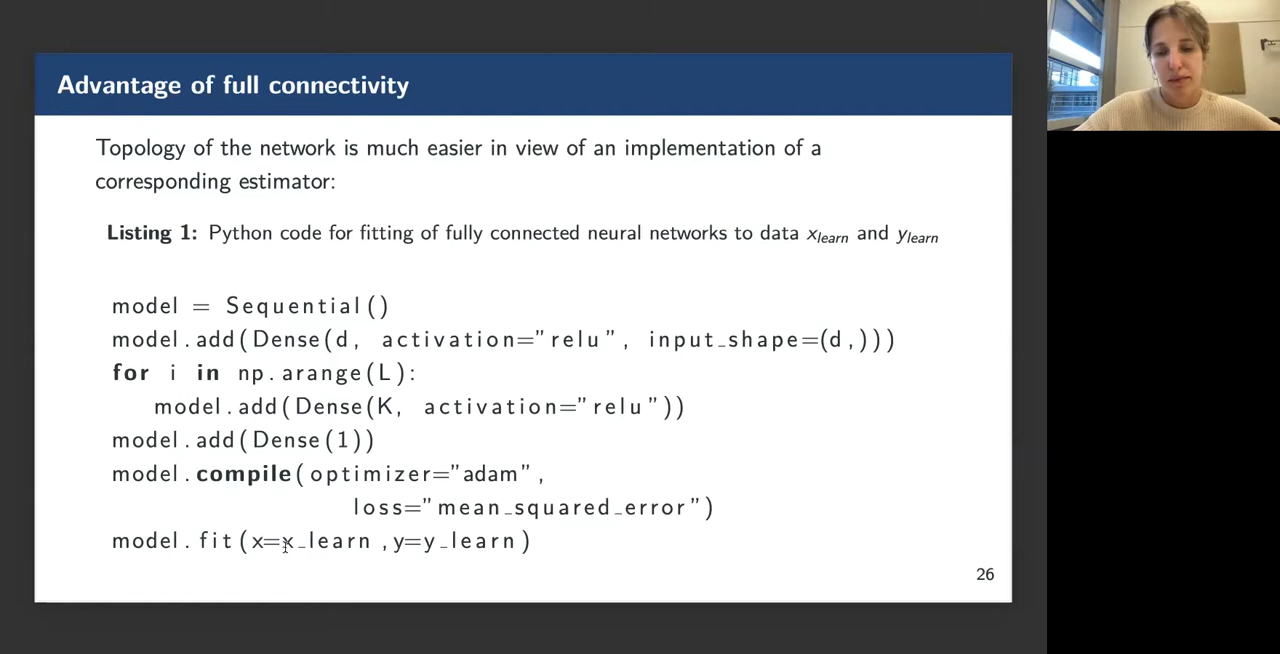 Advantage of full connectivity
Topology of the network is much easier in view of an implementation of a
corresponding estimator:
Listing 1: Python code for fitting of fully connected neural networks to data x_learn and y_learn
model = Sequential()
model.add(Dense(d, activation="relu", input_shape=(d,)))
for i in np.arange(L):
    model.add(Dense(K, activation="relu"))
model.add(Dense(1))
model.compile(optimizer="adam",
                loss="mean_squared_error")
model.fit(x=x_learn,y=y_learn)
26